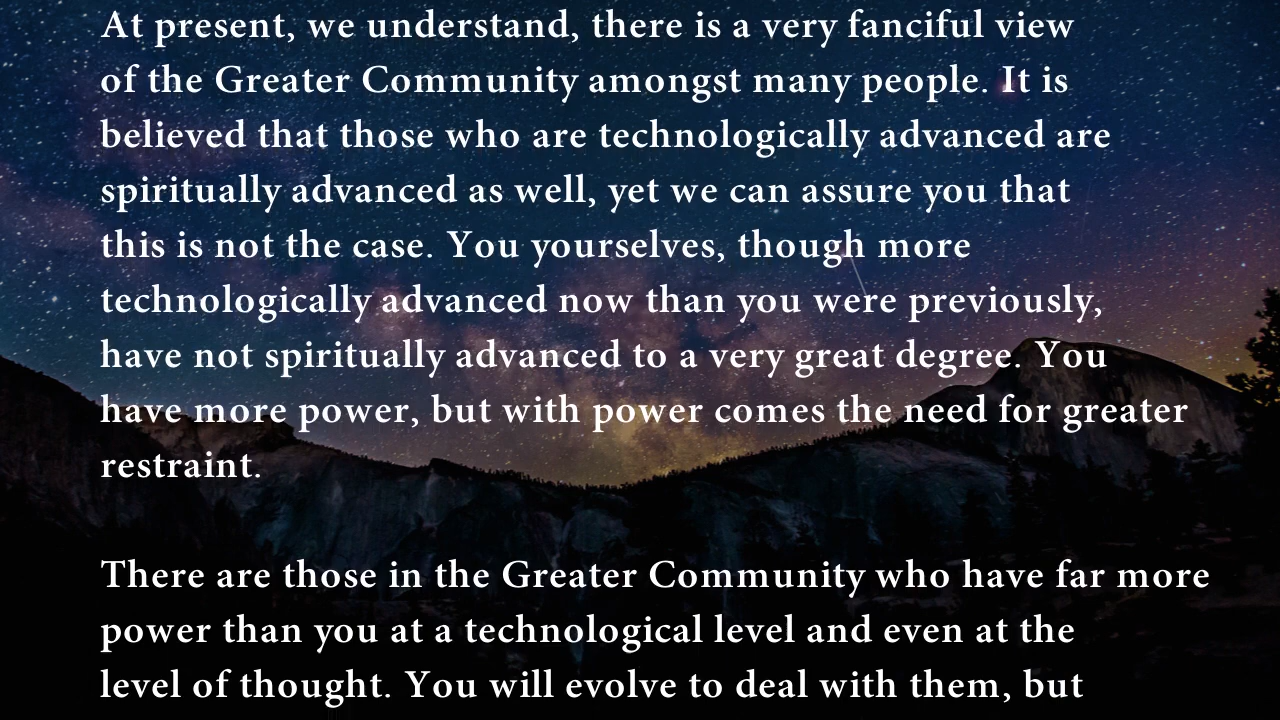 At present, we understand, there is a very fanciful view
of the Greater Community amongst many people. It is
believed that those who are technologically advanced are
spiritually advanced as well, yet we can assure you that
this is not the case. You yourselves, though more
technologically advanced now than you were previously,
have not spiritually advanced to a very great degree. You
have more power, but with power comes the need for greater
restraint.
There are those in the Greater Community who have far more
power than you at a technological level and even at the
level of thought. You will evolve to deal with them, but